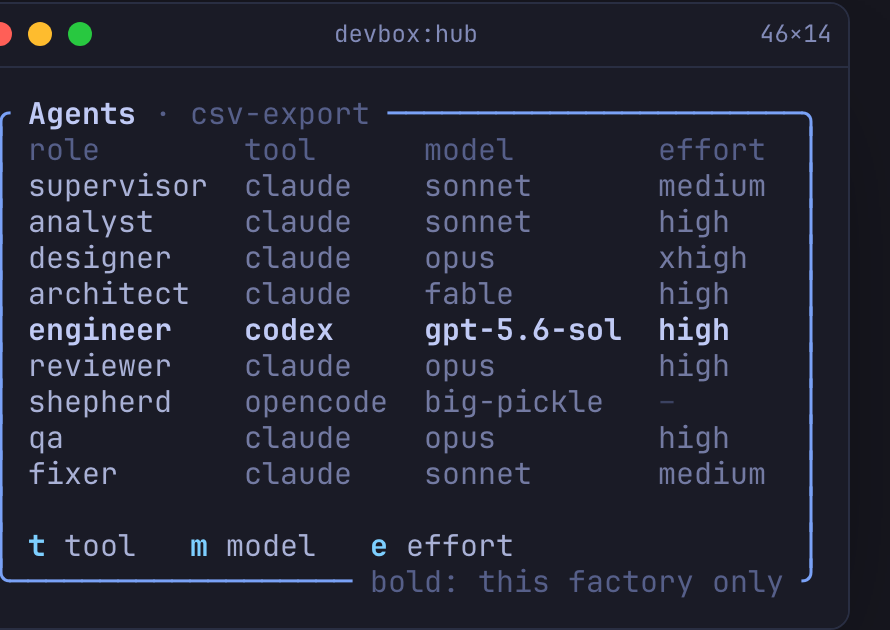 devbox:hub 46×14
Agents · csv-export
role tool model effort
supervisor claude sonnet medium
analyst claude sonnet high
designer claude opus xhigh
architect claude fable high
engineer codex gpt-5.6-sol high
reviewer claude opus high
shepherd opencode big-pickle –
qa claude opus high
fixer claude sonnet medium
t tool m model e effort
bold: this factory only